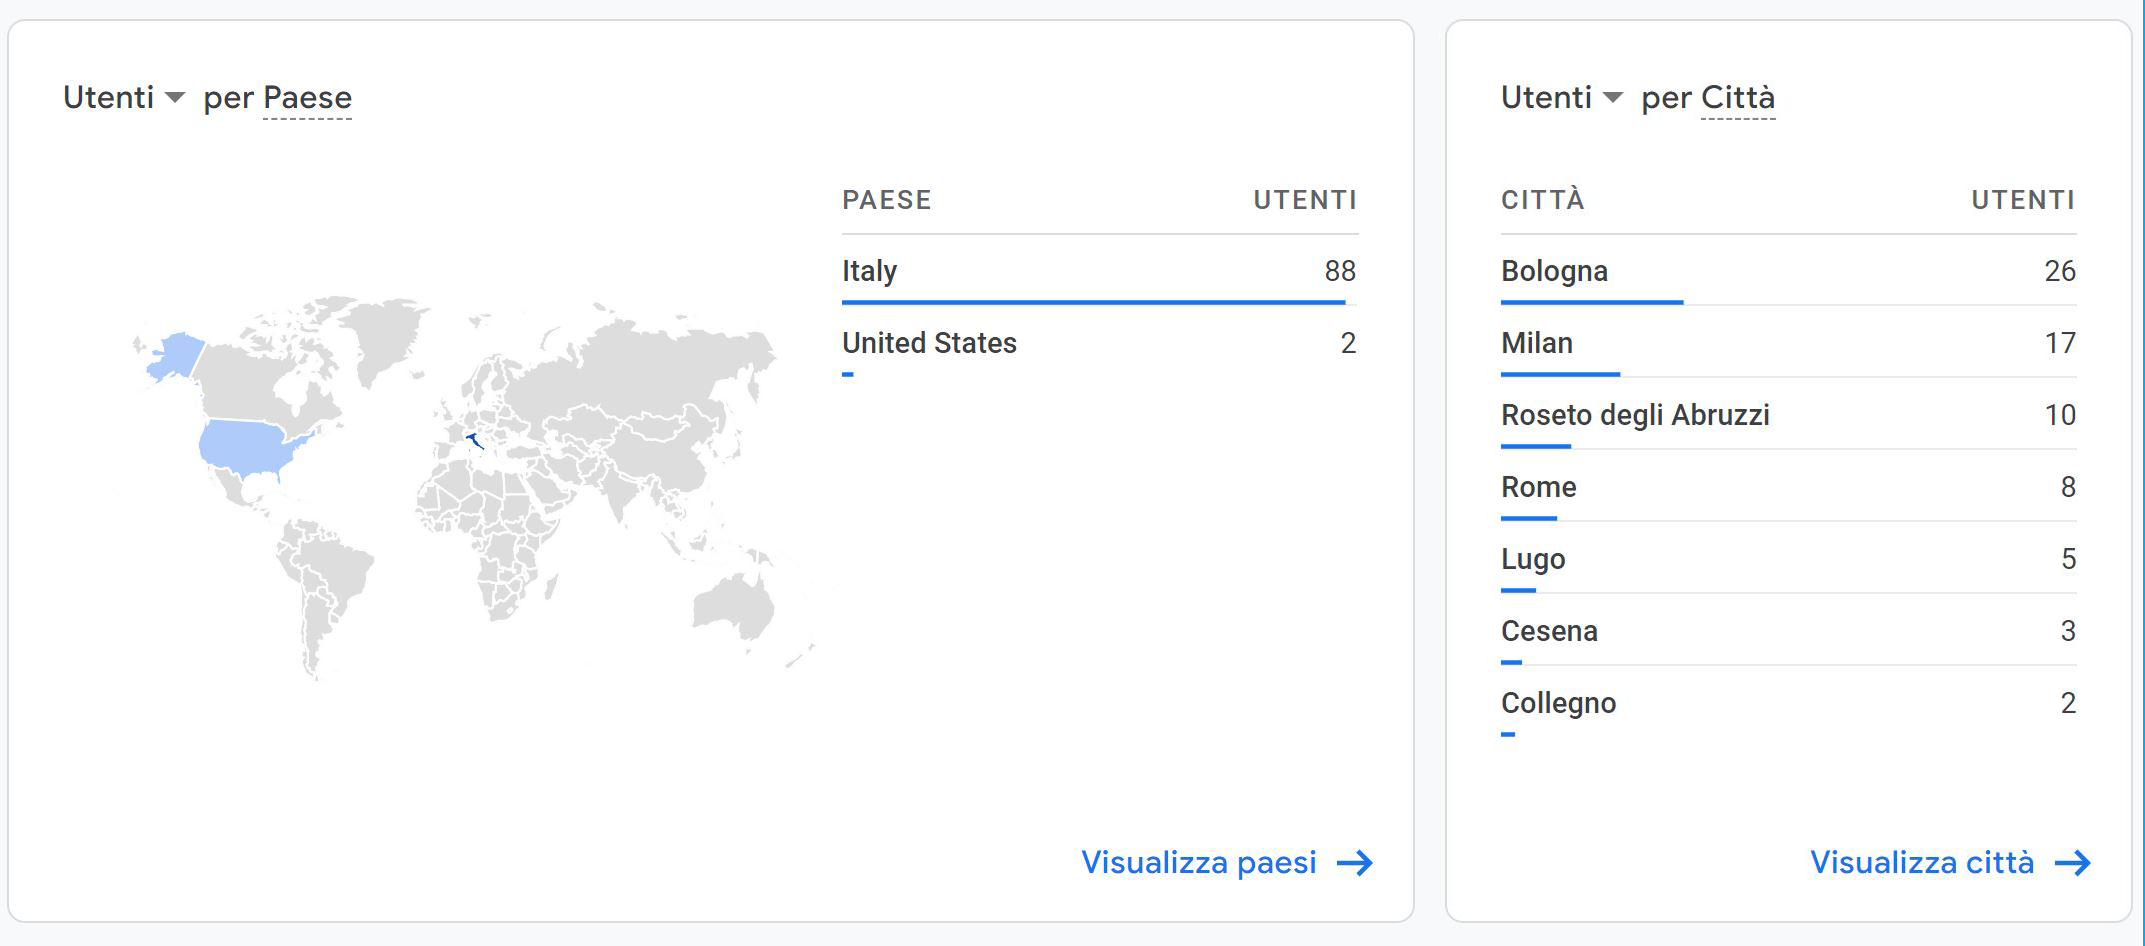 Utenti per Paese
PAESE UTENTI
Italy 88
United States 2
Visualizza paesi
Utenti per Città
CITTÀ UTENTI
Bologna 26
Milan 17
Roseto degli Abruzzi 10
Rome 8
Lugo 5
Cesena 3
Collegno 2
Visualizza città